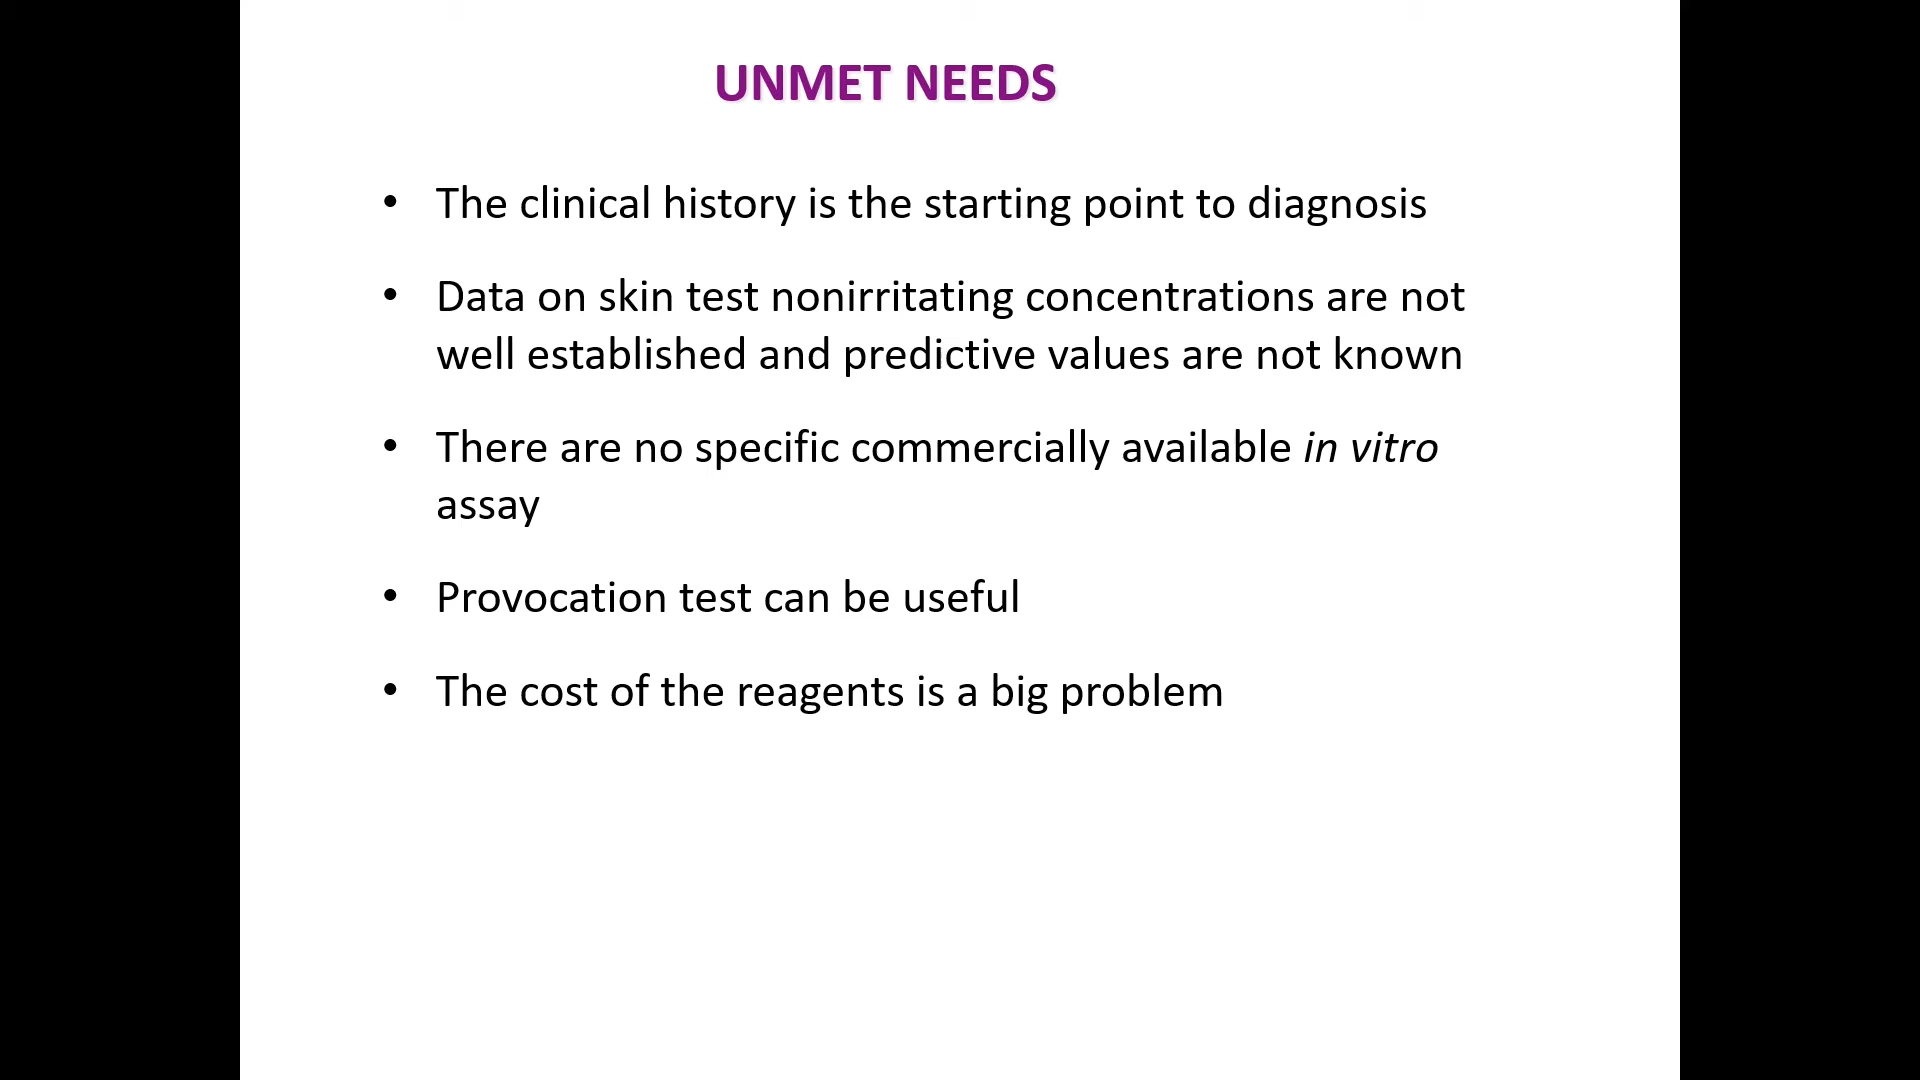 UNMET NEEDS
• The clinical history is the starting point to diagnosis
• Data on skin test nonirritating concentrations are not
well established and predictive values are not known
• There are no specific commercially available in vitro
assay
• Provocation test can be useful
• The cost of the reagents is a big problem